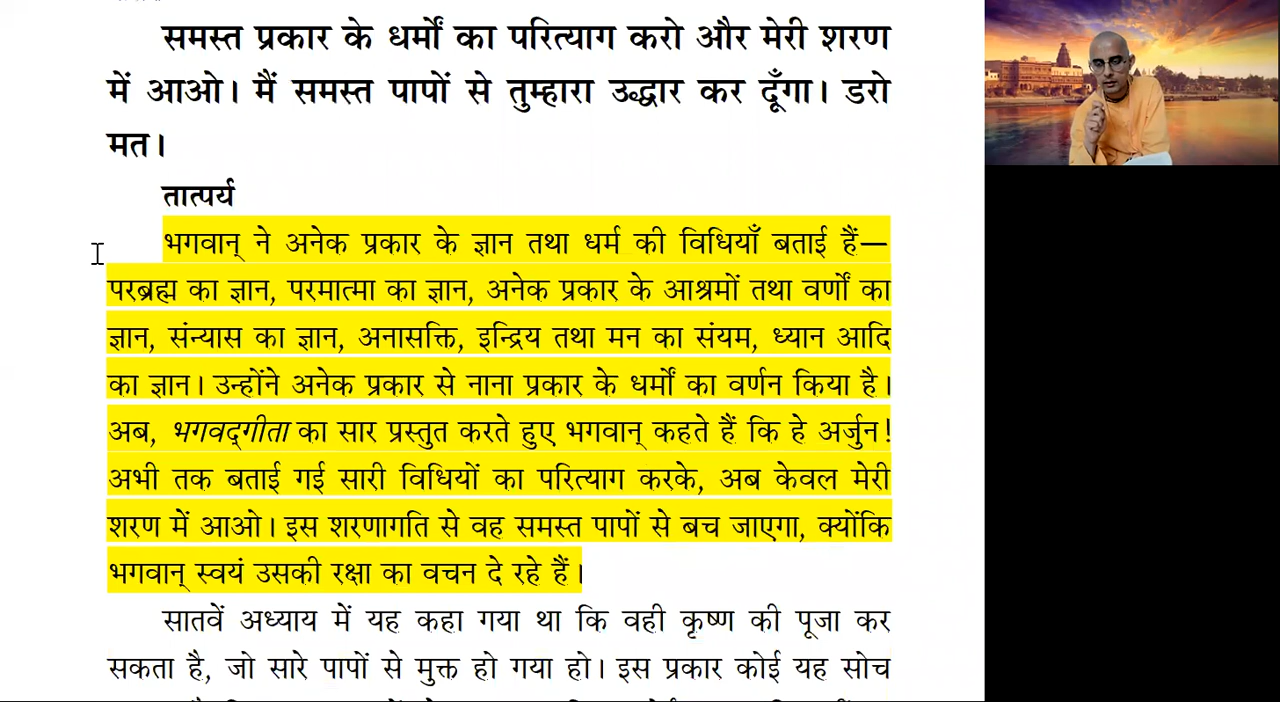 समस्त प्रकार के धर्मों का परित्याग करो और मेरी शरण
में आओ। मैं समस्त पापों से तुम्हारा उद्धार कर दूँगा। डरो
मत।
तात्पर्य
भगवान् ने अनेक प्रकार के ज्ञान तथा धर्म की विधियाँ बताई हैं—
परब्रह्म का ज्ञान, परमात्मा का ज्ञान, अनेक प्रकार के आश्रमों तथा वर्णों का
ज्ञान, संन्यास का ज्ञान, अनासक्ति, इन्द्रिय तथा मन का संयम, ध्यान आदि
का ज्ञान। उन्होंने अनेक प्रकार से नाना प्रकार के धर्मों का वर्णन किया है।
अब, भगवद्‌गीता का सार प्रस्तुत करते हुए भगवान् कहते हैं कि हे अर्जुन!
अभी तक बताई गई सारी विधियों का परित्याग करके, अब केवल मेरी
शरण में आओ। इस शरणागति से वह समस्त पापों से बच जाएगा, क्योंकि
भगवान् स्वयं उसकी रक्षा का वचन दे रहे हैं।
सातवें अध्याय में यह कहा गया था कि वही कृष्ण की पूजा कर
सकता है, जो सारे पापों से मुक्त हो गया हो। इस प्रकार कोई यह सोच